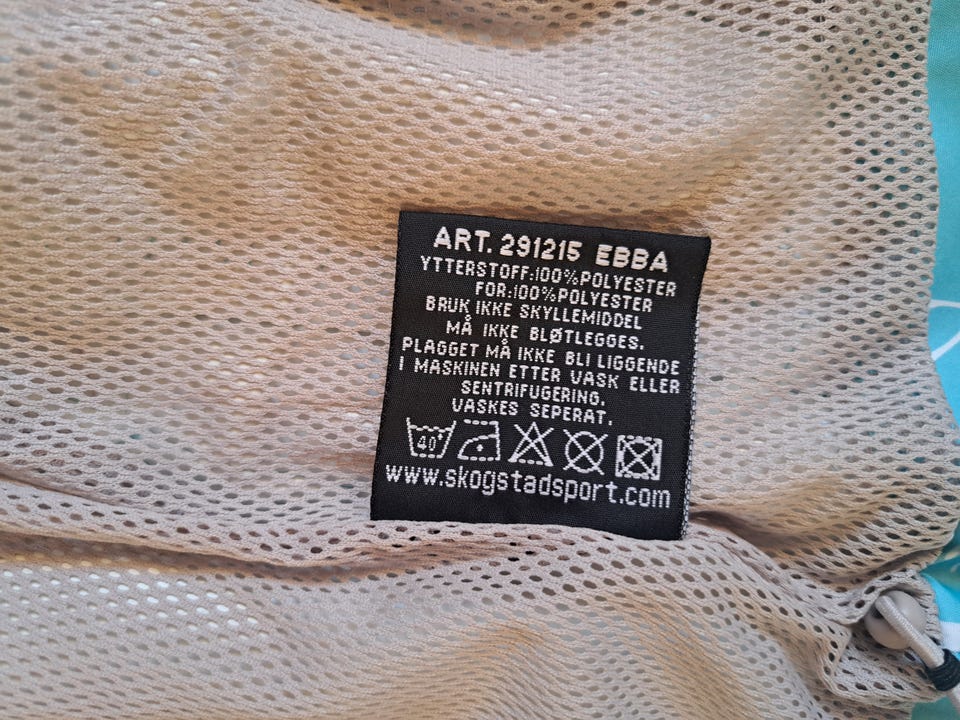 ART. 291215 EBBA
YTTERSTOFF:100%POLYESTER
FOR:100%POLYESTER
BRUK IKKE SKYLLEMIDDEL
MÅ IKKE BLØTLEGGES.
PLAGGET MÅ IKKE BLI LIGGENDE
I MASKINEN ETTER VASK ELLER
SENTRIFUGERING.
VASKES SEPERAT.
40°
www.skogstadsport.com